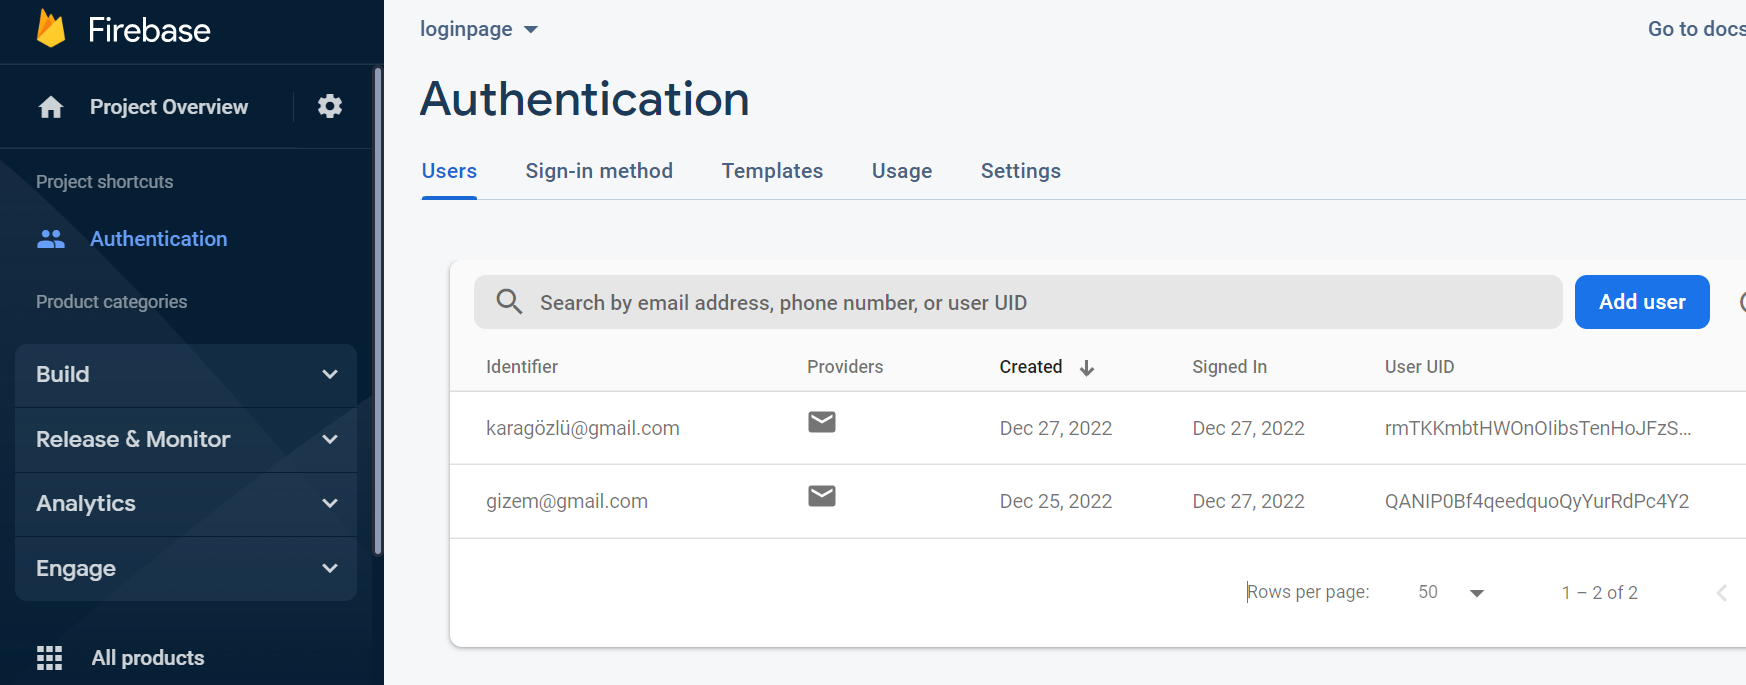 Firebase
Project Overview
Project shortcuts
Authentication
Product categories
Build
Release & Monitor
Analytics
Engage
All products
loginpage
Go to docs
Authentication
Users Sign-in method Templates Usage Settings
Search by email address, phone number, or user UID
Add user
Identifier Providers Created Signed In User UID
karagözlü@gmail.com Dec 27, 2022 Dec 27, 2022 rmTKKmbtHWOnOIibsTenHoJFzS...
gizem@gmail.com Dec 25, 2022 Dec 27, 2022 QANIP0Bf4qeedquoQyYurRdPc4Y2
Rows per page: 50 1 – 2 of 2